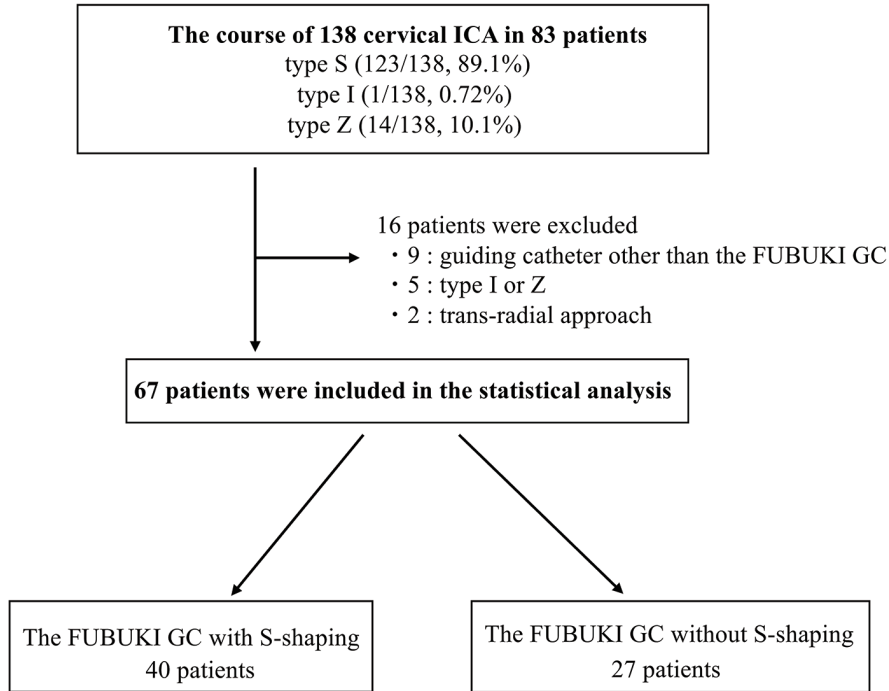 The course of 138 cervical ICA in 83 patients
type S (123/138, 89.1%)
type I (1/138, 0.72%)
type Z (14/138, 10.1%)
16 patients were excluded
・9 : guiding catheter other than the FUBUKI GC
・5 : type I or Z
・2 : trans-radial approach
67 patients were included in the statistical analysis
The FUBUKI GC with S-shaping
40 patients
The FUBUKI GC without S-shaping
27 patients